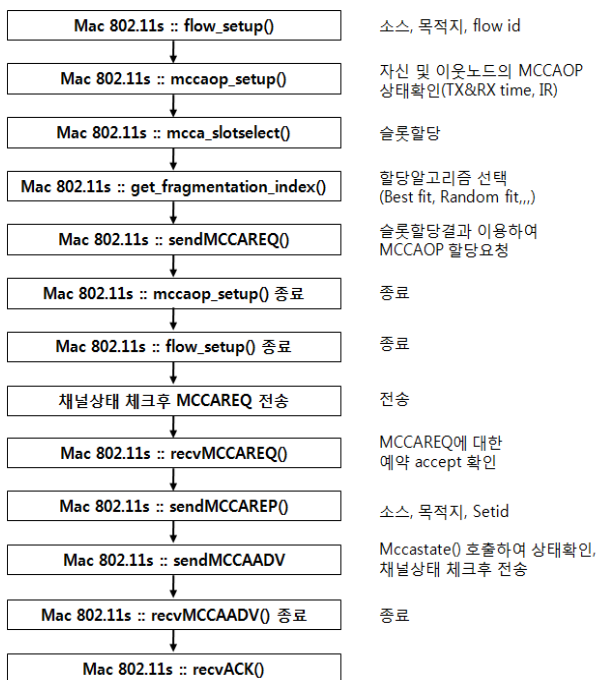 Mac 802.11s :: flow_setup()
소스, 목적지, flow id
Mac 802.11s :: mccaop_setup()
자신 및 이웃노드의 MCCAOP
상태확인(TX&RX time, IR)
Mac 802.11s :: mcca_slotselect()
슬롯할당
Mac 802.11s :: get_fragmentation_index()
할당알고리즘 선택
(Best fit, Random fit,,,)
Mac 802.11s :: sendMCCAREQ()
슬롯할당결과 이용하여
MCCAOP 할당요청
Mac 802.11s :: mccaop_setup() 종료
종료
Mac 802.11s :: flow_setup() 종료
종료
채널상태 체크후 MCCAREQ 전송
전송
Mac 802.11s :: recvMCCAREQ()
MCCAREQ에 대한
예약 accept 확인
Mac 802.11s :: sendMCCAREP()
소스, 목적지, Setid
Mac 802.11s :: sendMCCAADV
Mccastate() 호출하여 상태확인,
채널상태 체크후 전송
Mac 802.11s :: recvMCCAADV() 종료
종료
Mac 802.11s :: recvACK()